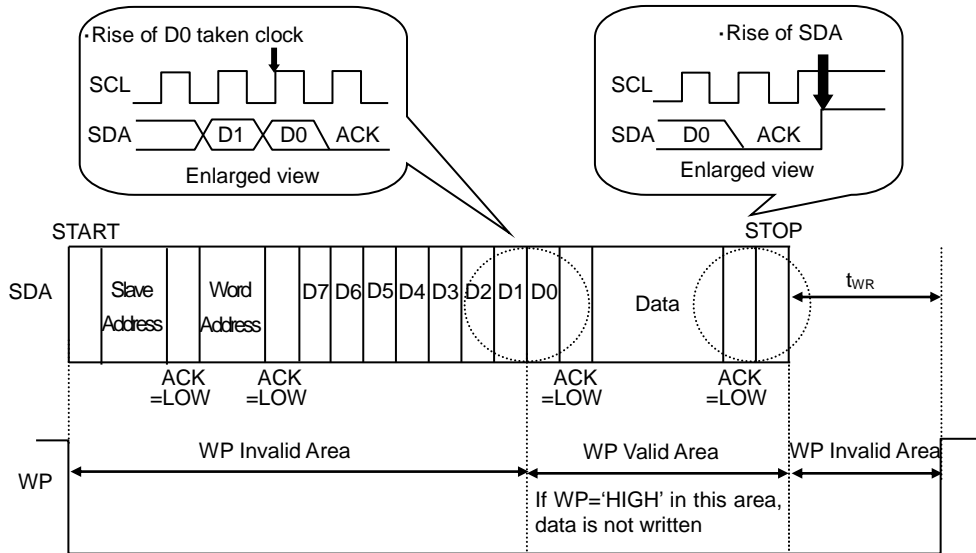 ・Rise of D0 taken clock
SCL
SDA D1 D0 ACK
Enlarged view
・Rise of SDA
SCL
SDA D0 ACK
Enlarged view
START STOP
SDA Slave Address Word Address D7 D6 D5 D4 D3 D2 D1 D0 Data tWR
ACK =LOW ACK =LOW ACK =LOW ACK =LOW
WP WP Invalid Area WP Valid Area WP Invalid Area
If WP=‘HIGH’ in this area,
data is not written